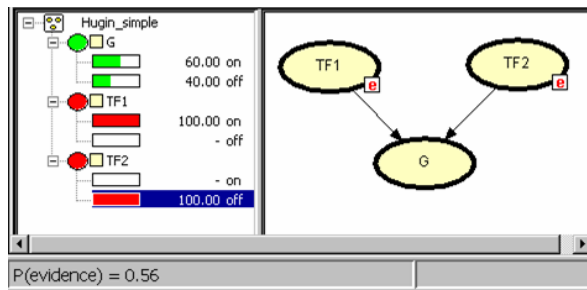 Hugin_simple
G
60.00 on
40.00 off
TF1
100.00 on
- off
TF2
- on
100.00 off
TF1
e
TF2
e
G
P(evidence) = 0.56